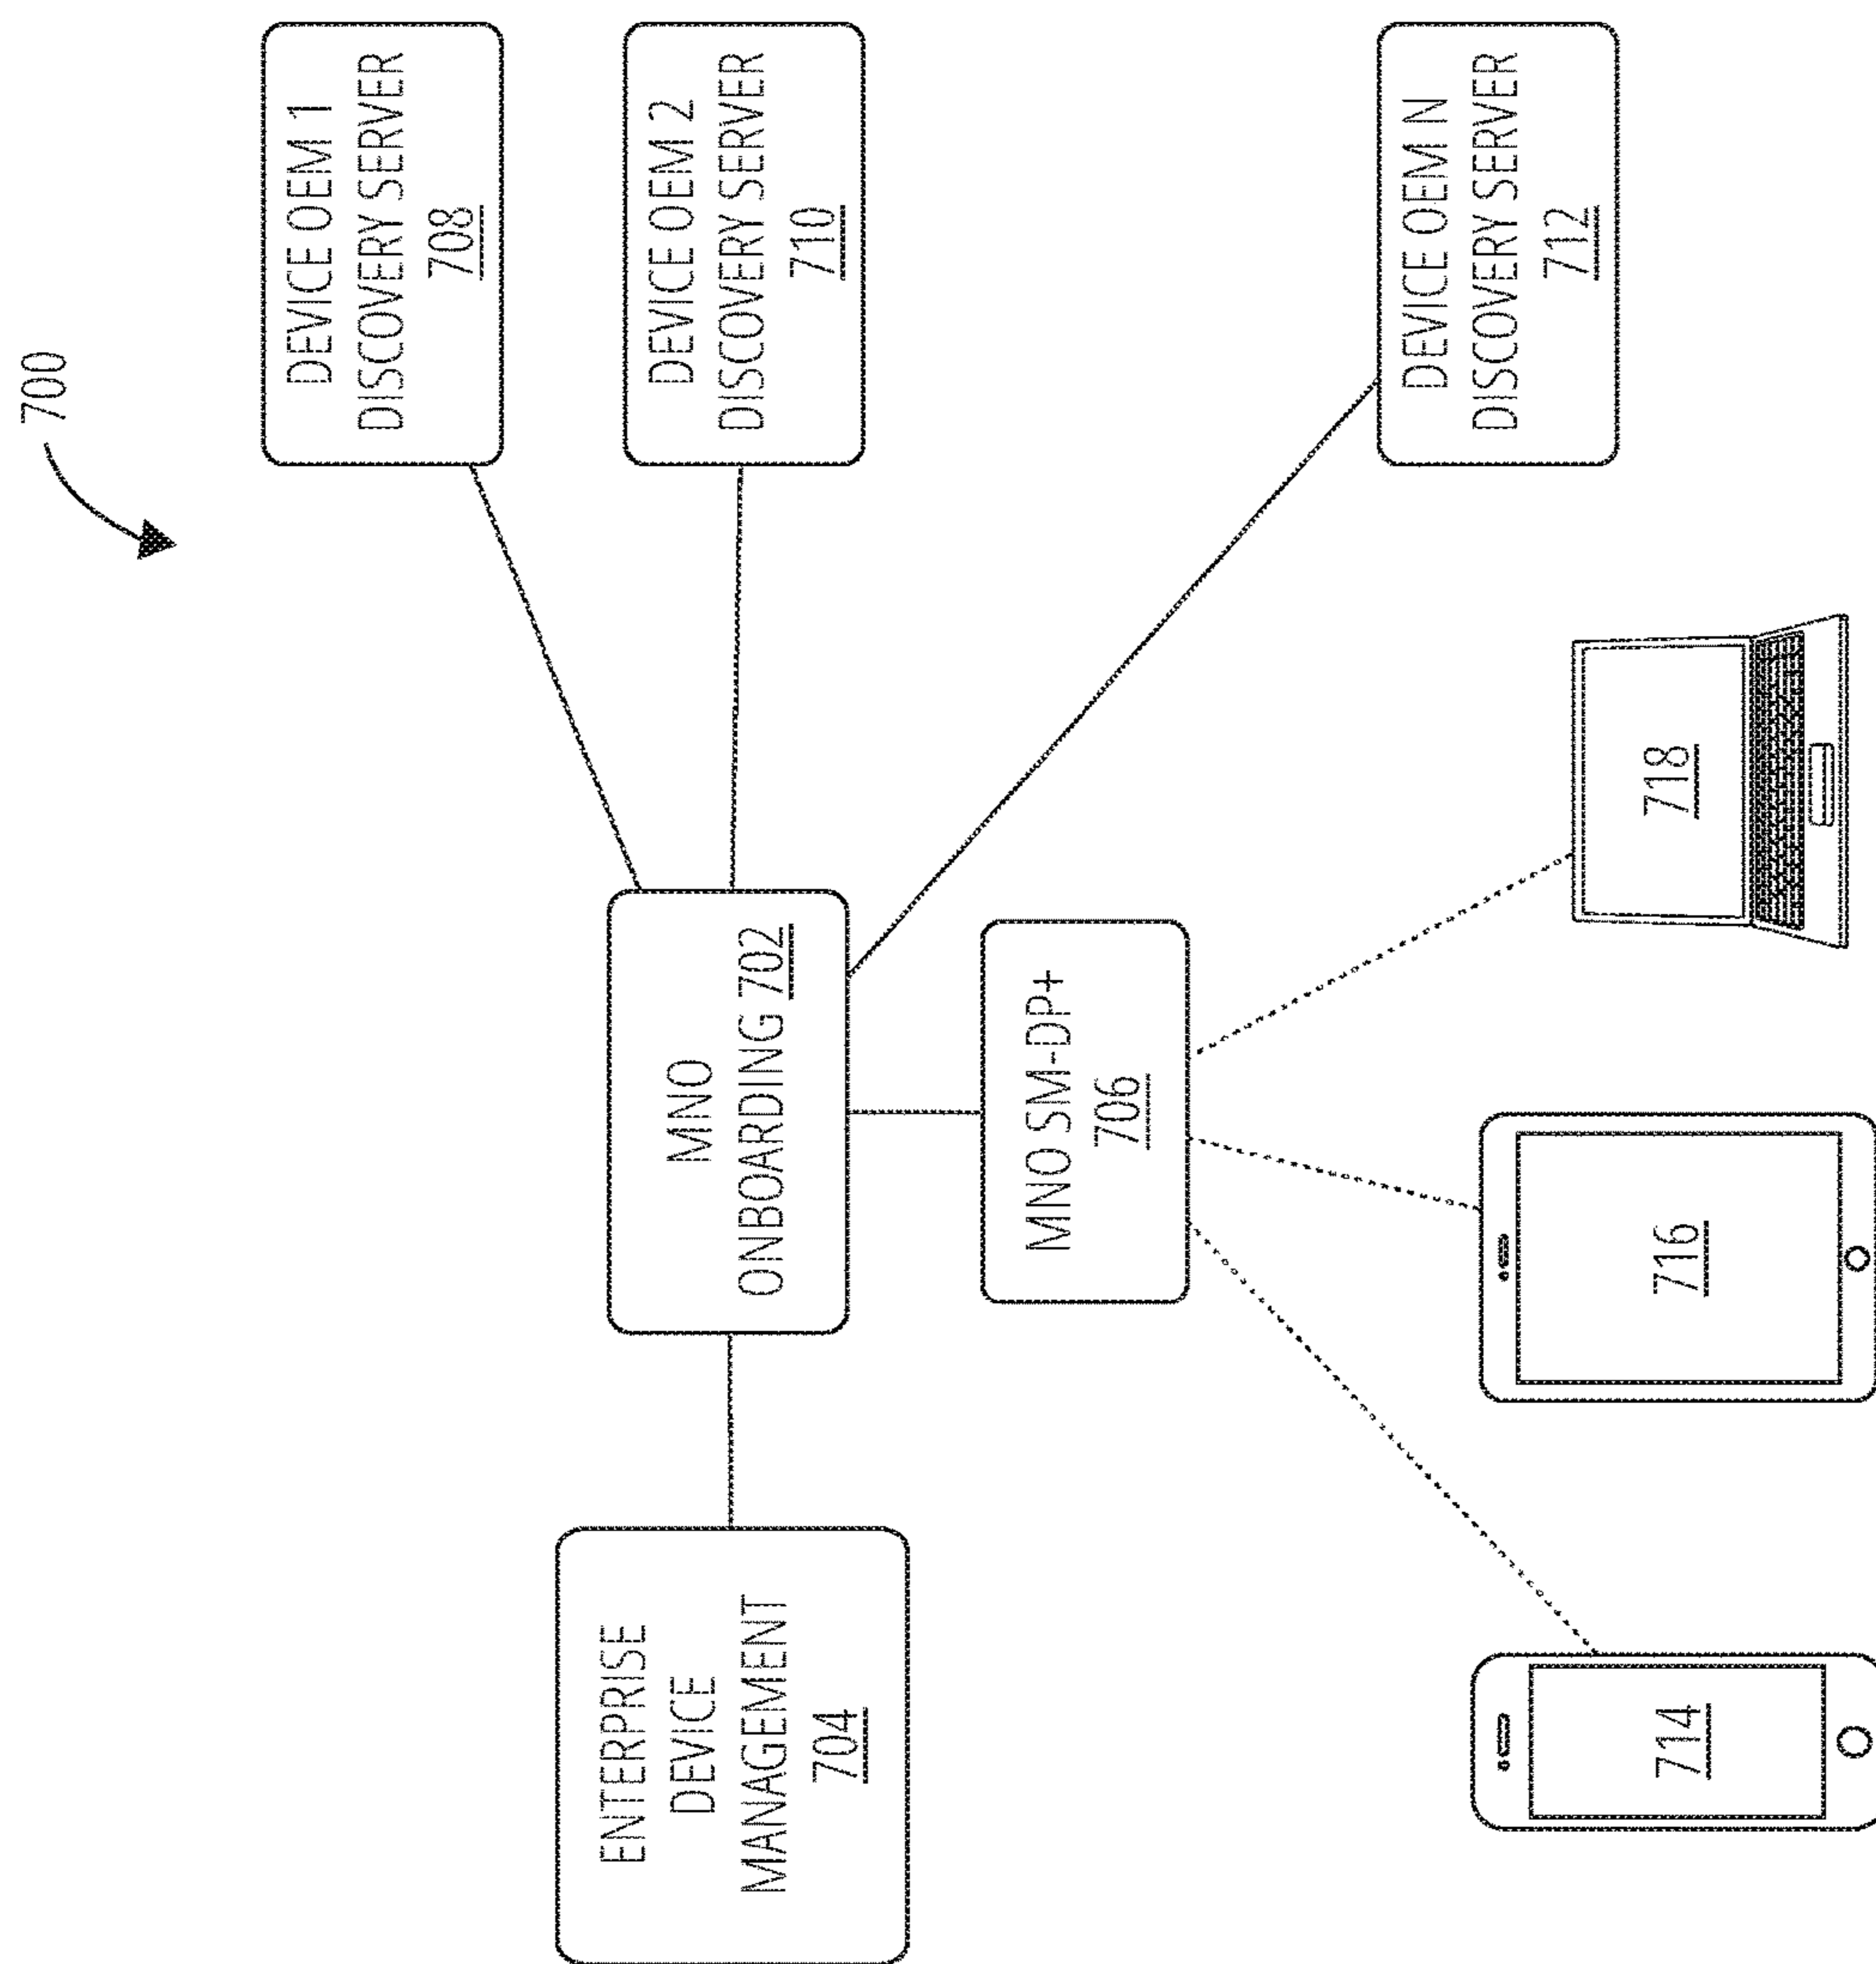 700
DEVICE OEM 1
DISCOVERY SERVER
708
DEVICE OEM 2
DISCOVERY SERVER
710
DEVICE OEM N
DISCOVERY SERVER
712
MNO
ONBOARDING 702
ENTERPRISE
DEVICE
MANAGEMENT
704
MNO SM-DP+
706
714
716
718